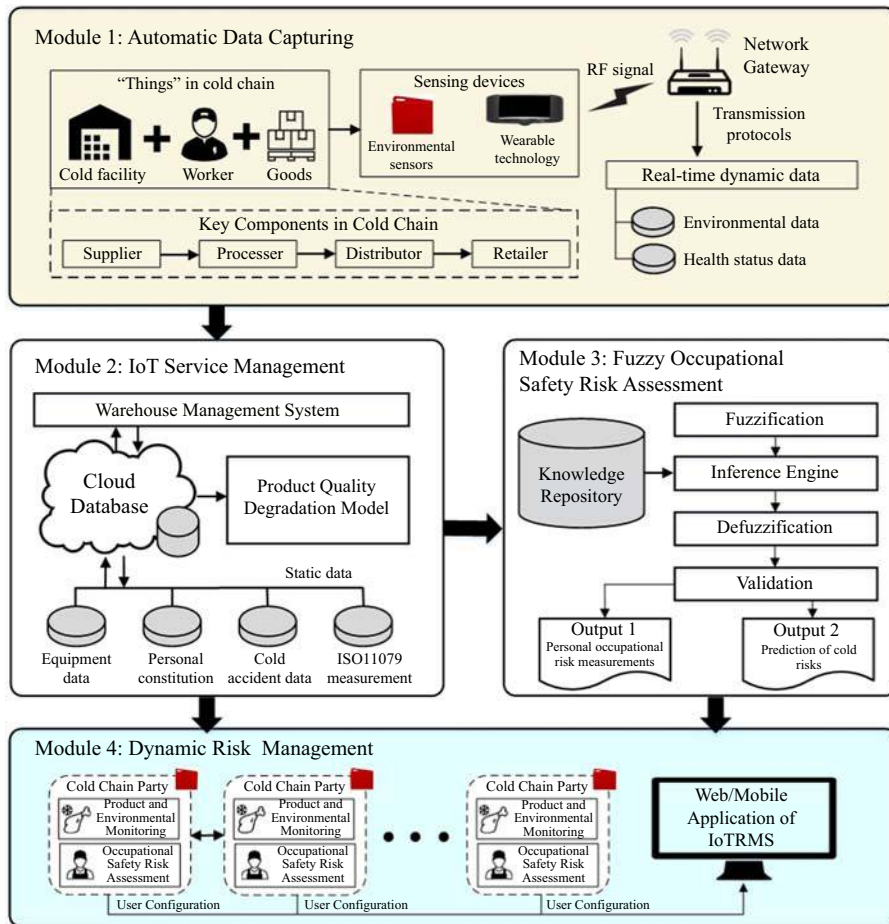 Module 1: Automatic Data Capturing
“Things” in cold chain
Cold facility
Worker
Goods
Sensing devices
Environmental
sensors
Wearable
technology
RF signal
Network
Gateway
Transmission
protocols
Real-time dynamic data
Environmental data
Health status data
Key Components in Cold Chain
Supplier
Processer
Distributor
Retailer
Module 2: IoT Service Management
Warehouse Management System
Cloud
Database
Product Quality
Degradation Model
Static data
Equipment
data
Personal
constitution
Cold
accident data
ISO11079
measurement
Module 3: Fuzzy Occupational
Safety Risk Assessment
Knowledge
Repository
Fuzzification
Inference Engine
Defuzzification
Validation
Output 1
Personal occupational
risk measurements
Output 2
Prediction of cold
risks
Module 4: Dynamic Risk Management
Cold Chain Party
Product and
Environmental
Monitoring
Occupational
Safety Risk
Assessment
Cold Chain Party
Product and
Environmental
Monitoring
Occupational
Safety Risk
Assessment
Cold Chain Party
Product and
Environmental
Monitoring
Occupational
Safety Risk
Assessment
Web/Mobile
Application of
IoTRMS
User Configuration
User Configuration
User Configuration